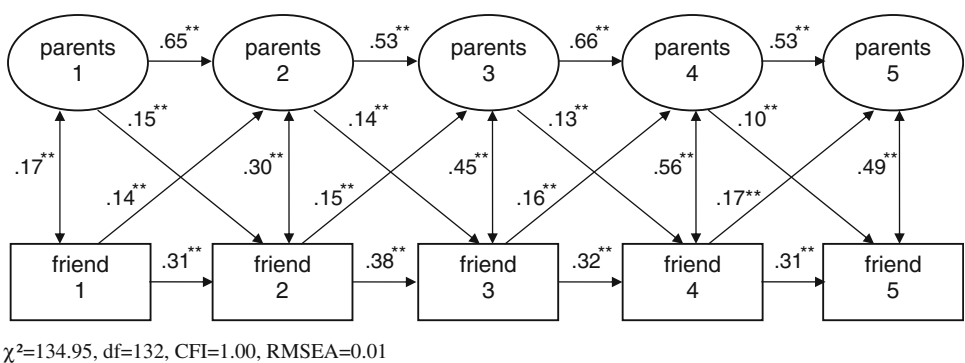 parents 1 .65** parents 2 .53** parents 3 .66** parents 4 .53** parents 5
.15** .14** .13** .10**
.17** .30** .45** .56** .49**
.14** .15** .16** .17**
friend 1 .31** friend 2 .38** friend 3 .32** friend 4 .31** friend 5
χ²=134.95, df=132, CFI=1.00, RMSEA=0.01